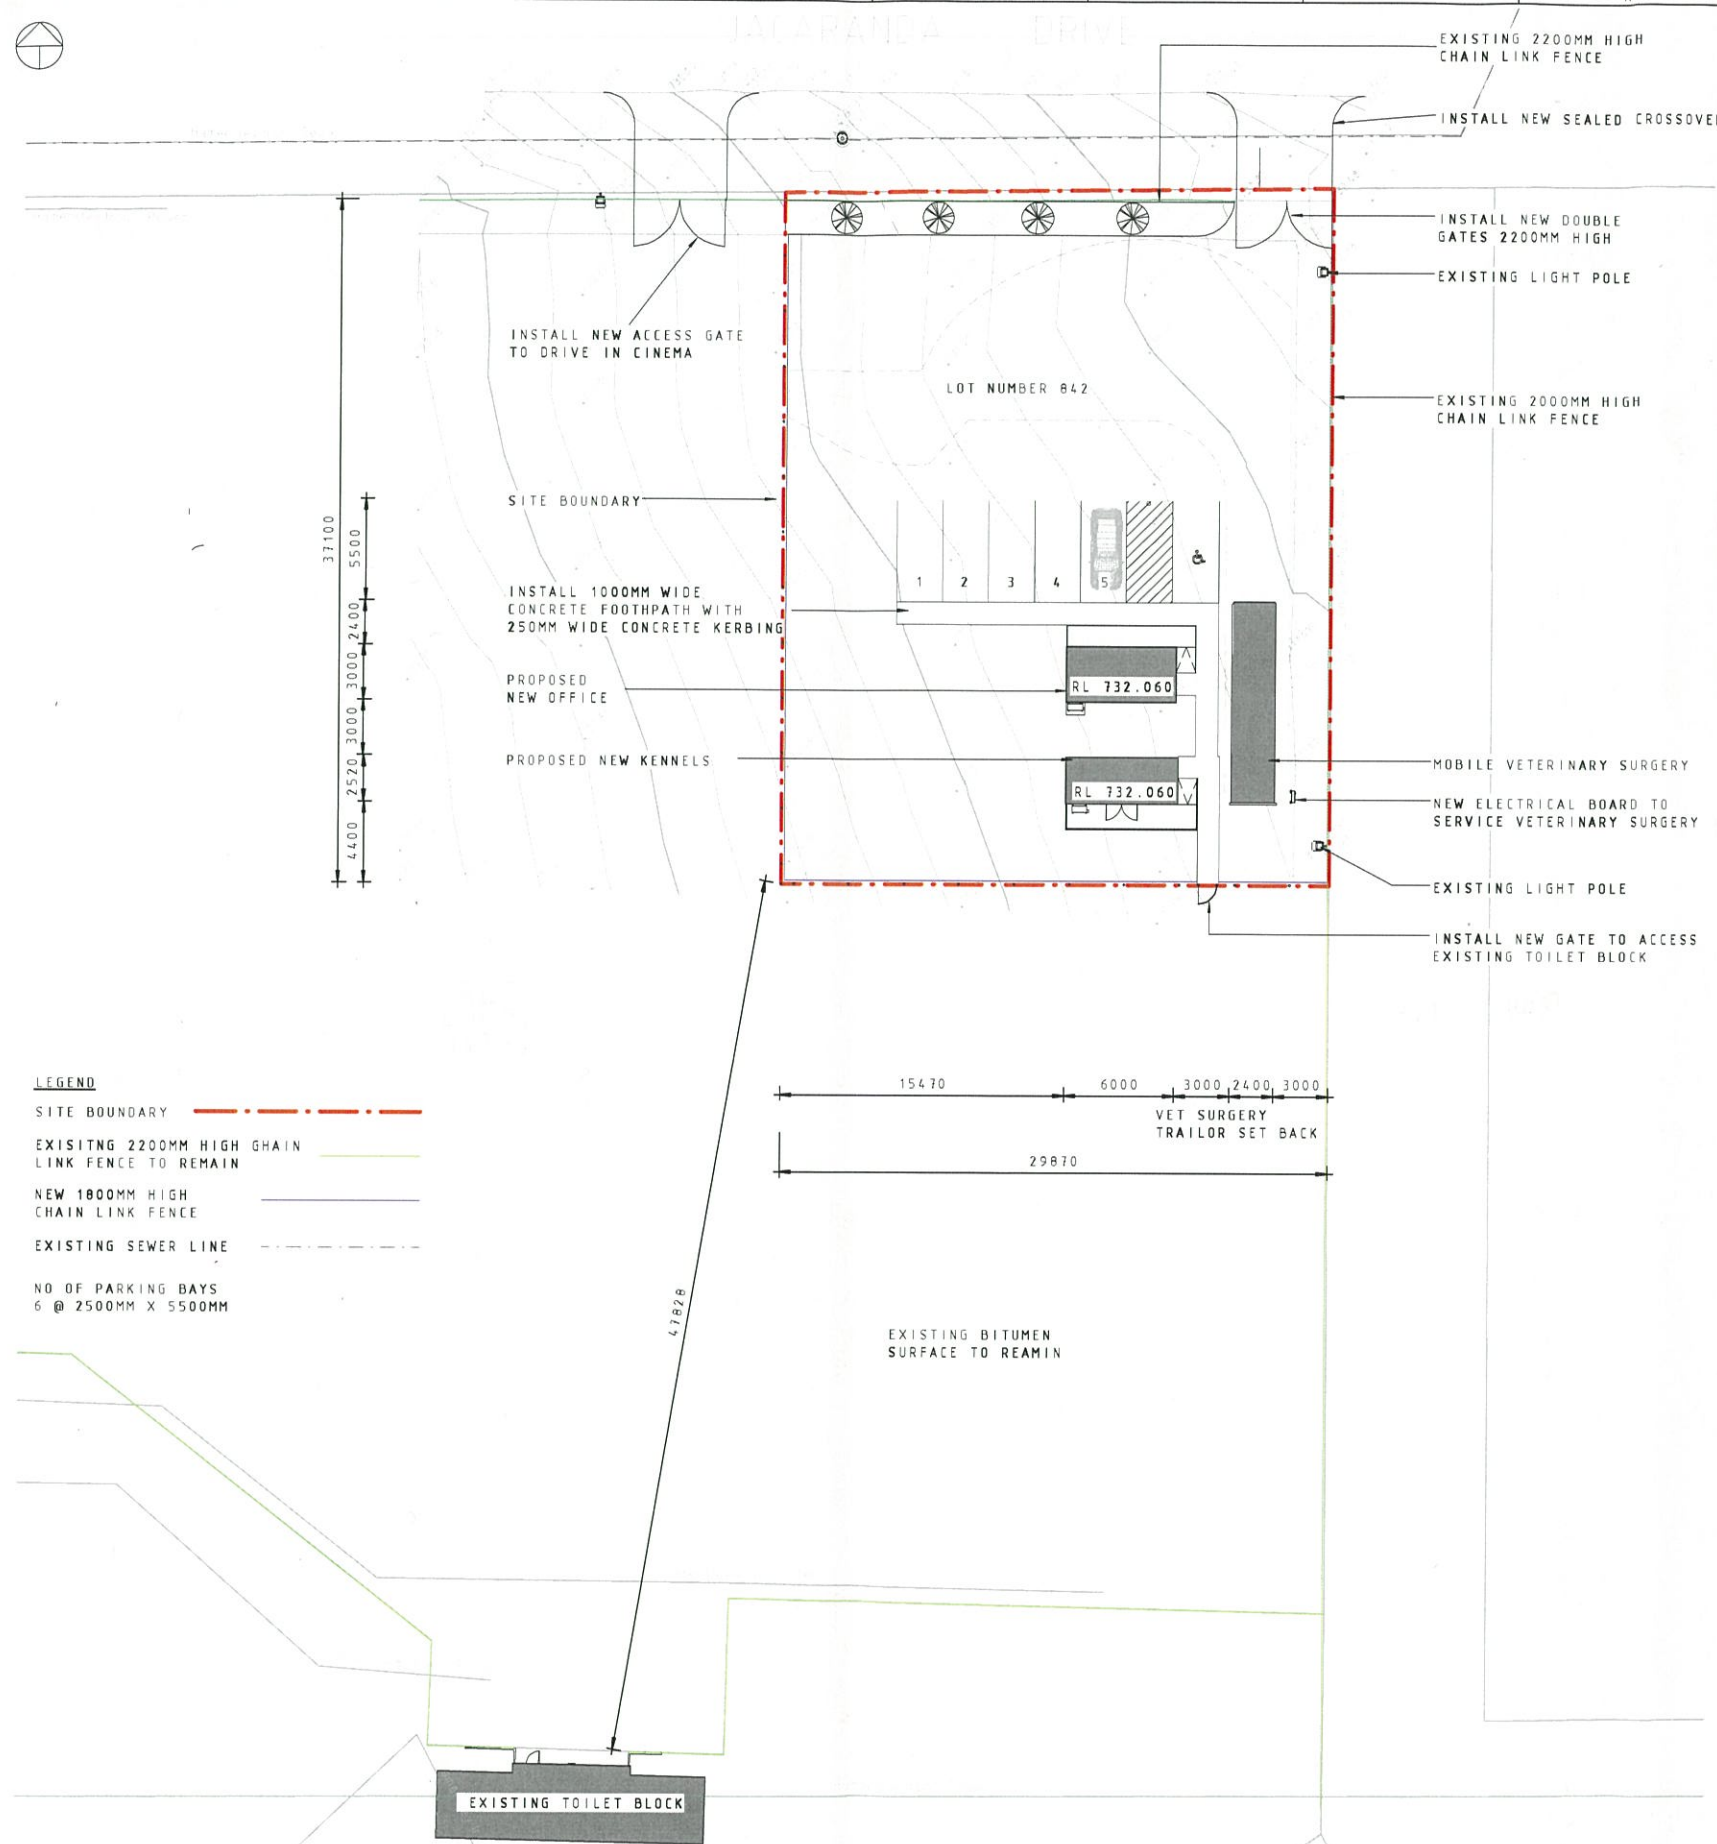 JACARANDA DRIVE
EXISTING 2200MM HIGH
CHAIN LINK FENCE
INSTALL NEW SEALED CROSSOVE
INSTALL NEW DOUBLE
GATES 2200MM HIGH
EXISTING LIGHT POLE
INSTALL NEW ACCESS GATE
TO DRIVE IN CINEMA
LOT NUMBER 842
EXISTING 2000MM HIGH
CHAIN LINK FENCE
SITE BOUNDARY
37100
5500
2400
3000
3000
2520
4400
1 2 3 4 5
INSTALL 1000MM WIDE
CONCRETE FOOTHPATH WITH
250MM WIDE CONCRETE KERBING
PROPOSED
NEW OFFICE
RL 732.060
PROPOSED NEW KENNELS
RL 732.060
MOBILE VETERINARY SURGERY
NEW ELECTRICAL BOARD TO
SERVICE VETERINARY SURGERY
EXISTING LIGHT POLE
INSTALL NEW GATE TO ACCESS
EXISTING TOILET BLOCK
15470 6000 3000 2400 3000
VET SURGERY
TRAILOR SET BACK
29870
LEGEND
SITE BOUNDARY
EXISITNG 2200MM HIGH GHAIN
LINK FENCE TO REMAIN
NEW 1800MM HIGH
CHAIN LINK FENCE
EXISTING SEWER LINE
NO OF PARKING BAYS
6 @ 2500MM X 5500MM
47828
EXISTING BITUMEN
SURFACE TO REAMIN
EXISTING TOILET BLOCK